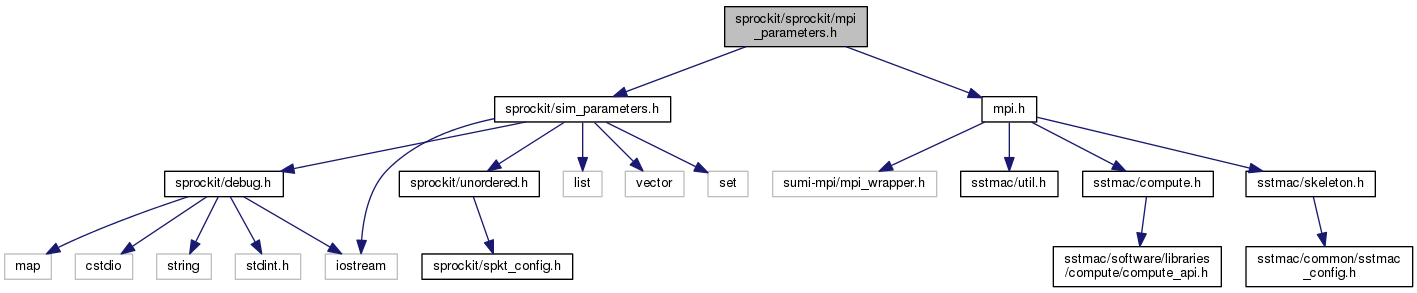 sprockit/sprockit/mpi
_parameters.h
sprockit/sim_parameters.h
mpi.h
sprockit/debug.h
sprockit/unordered.h
list
vector
set
sumi-mpi/mpi_wrapper.h
sstmac/util.h
sstmac/compute.h
sstmac/skeleton.h
map
cstdio
string
stdint.h
iostream
sprockit/spkt_config.h
sstmac/software/libraries
/compute/compute_api.h
sstmac/common/sstmac
_config.h